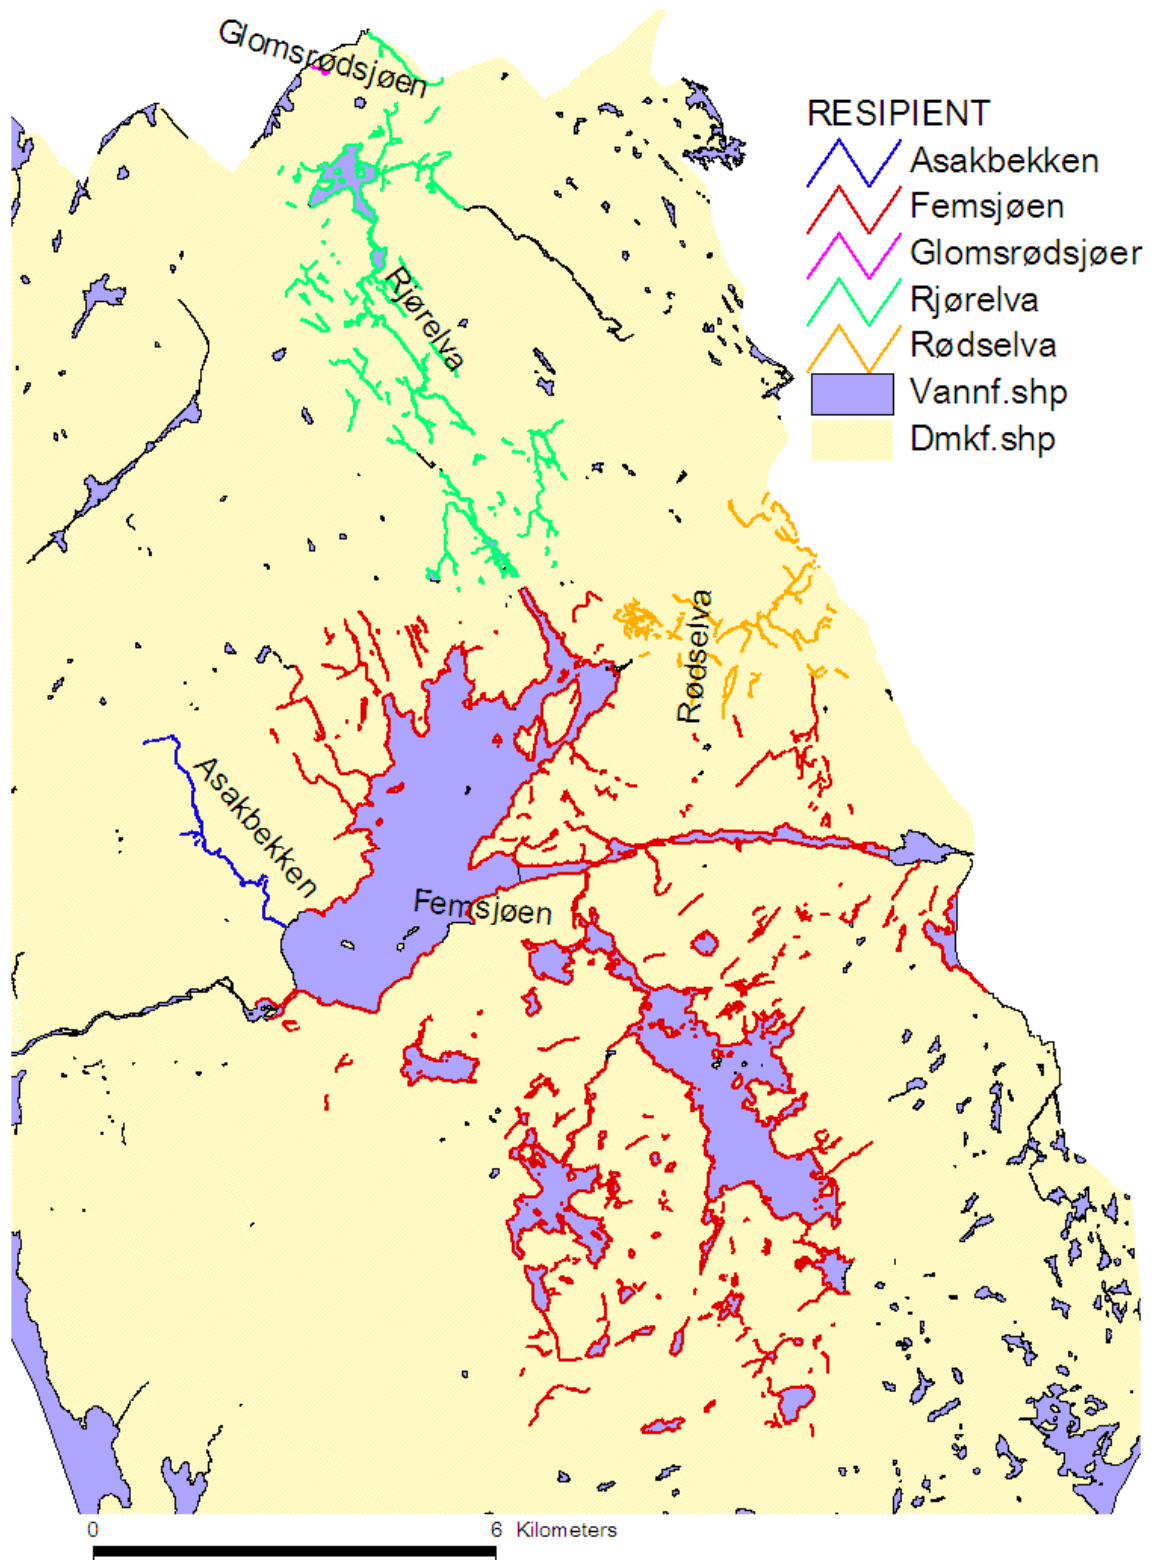 Glomsrødsjøen
RESIPIENT
Asakbekken
Femsjøen
Glomsrødsjøer
Rjørelva
Rødselva
Vannf.shp
Dmkf.shp
Rjørelva
Rødselva
Asakbekken
Femsjøen
0 6 Kilometers